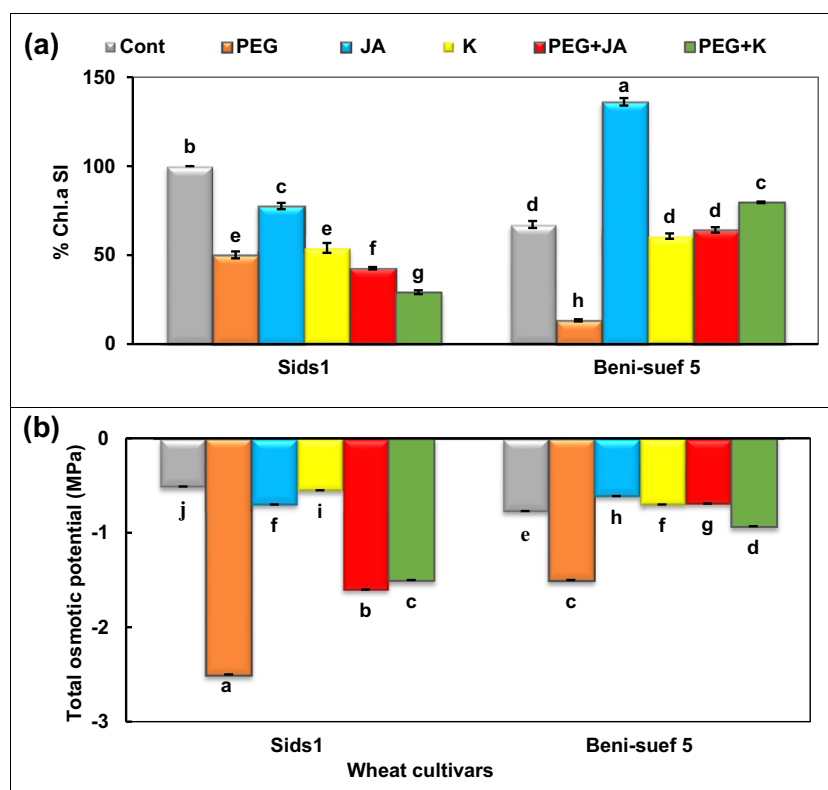 (a)
Cont PEG JA K PEG+JA PEG+K
% Chl.a SI
150
100
50
0
b e c e f g
d h a d d c
Sids1 Beni-suef 5
(b)
Total osmotic potential (MPa)
0
-1
-2
-3
j a f i b c
e c h f g d
Sids1 Beni-suef 5
Wheat cultivars